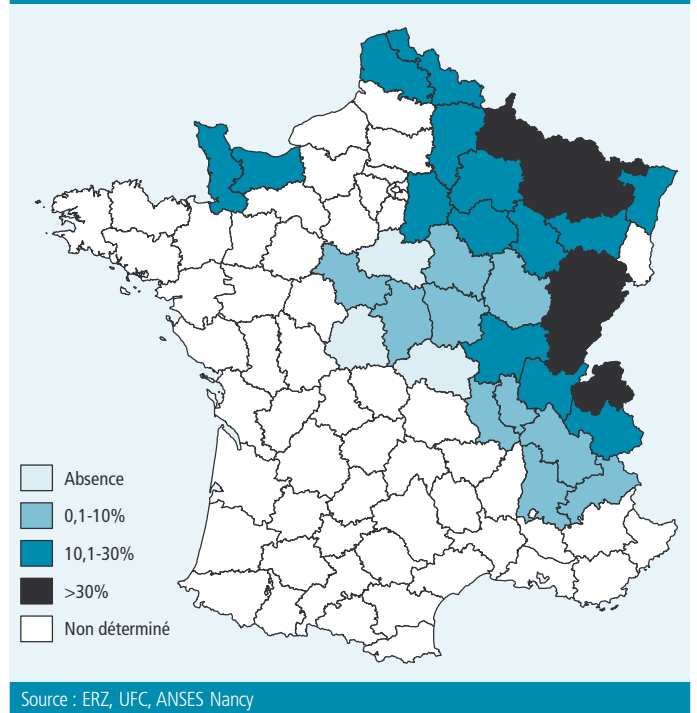 Absence
0,1-10%
10,1-30%
>30%
Non déterminé
Source : ERZ, UFC, ANSES Nancy